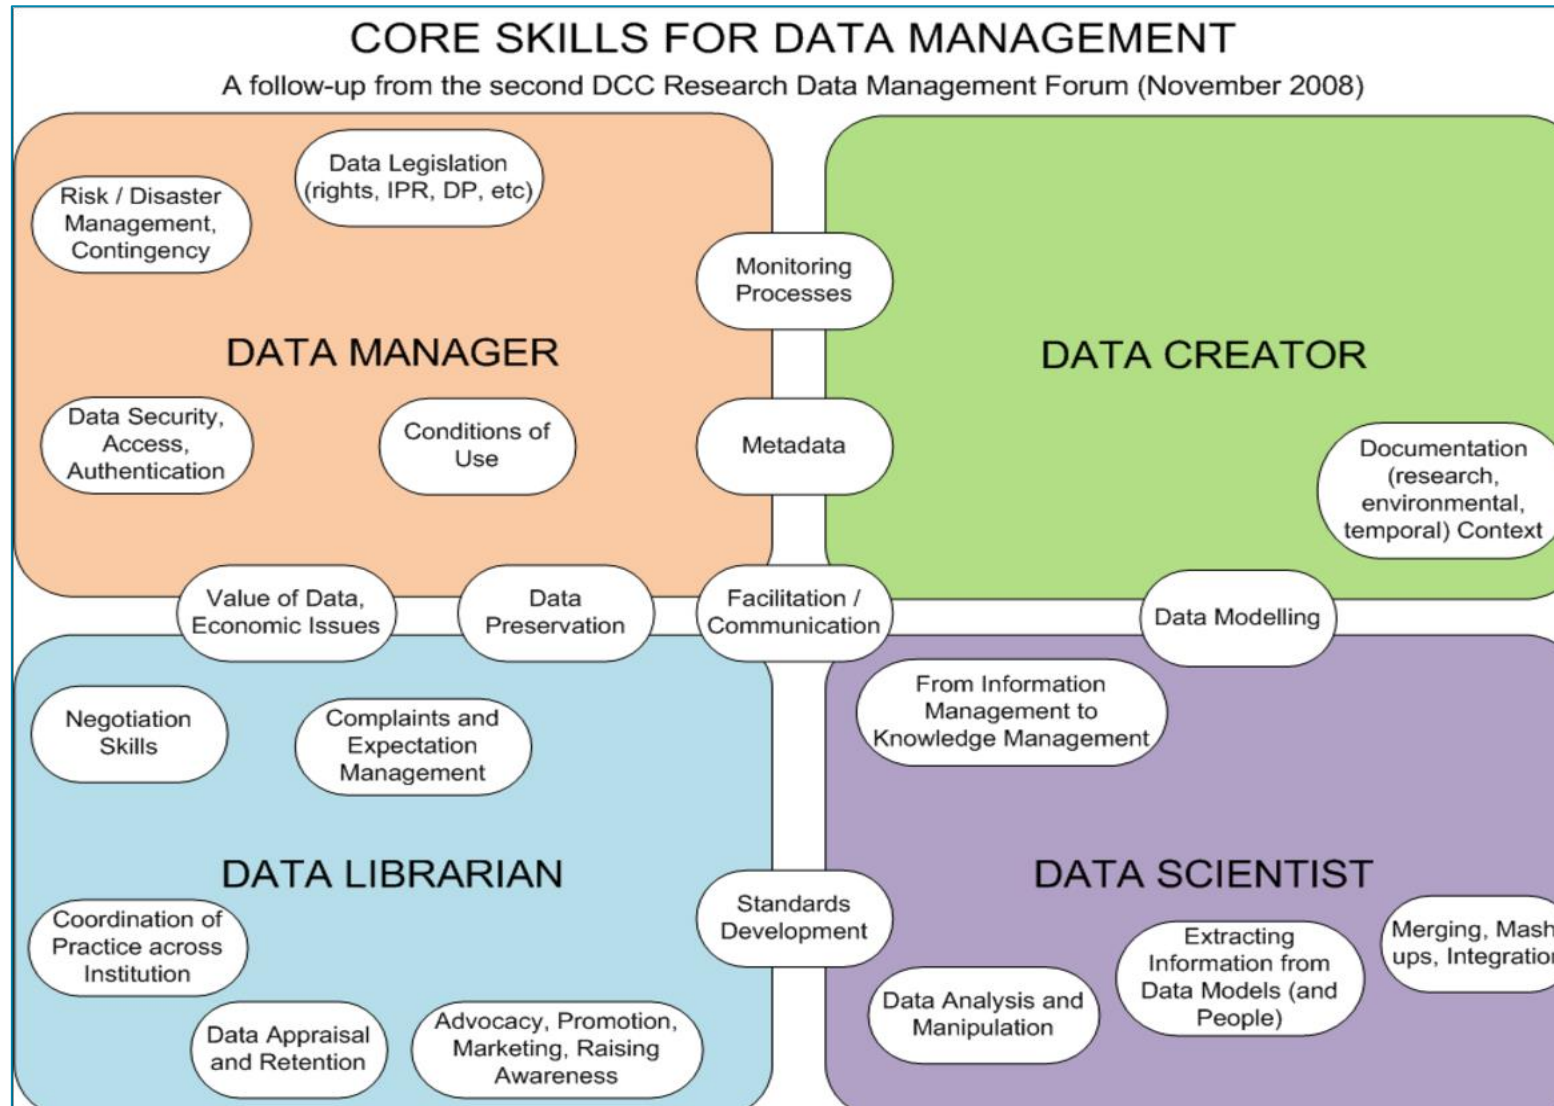 CORE SKILLS FOR DATA MANAGEMENT
A follow-up from the second DCC Research Data Management Forum (November 2008)
Data Legislation
(rights, IPR, DP, etc)
Risk / Disaster
Management,
Contingency
Monitoring
Processes
DATA MANAGER
DATA CREATOR
Data Security,
Access,
Authentication
Conditions of
Use
Metadata
Documentation
(research,
environmental,
temporal) Context
Value of Data,
Economic Issues
Data
Preservation
Facilitation /
Communication
Data Modelling
Negotiation
Skills
Complaints and
Expectation
Management
From Information
Management to
Knowledge Management
DATA LIBRARIAN
DATA SCIENTIST
Coordination of
Practice across
Institution
Standards
Development
Data Appraisal
and Retention
Advocacy, Promotion,
Marketing, Raising
Awareness
Data Analysis and
Manipulation
Extracting
Information from
Data Models (and
People)
Merging, Mash
ups, Integration